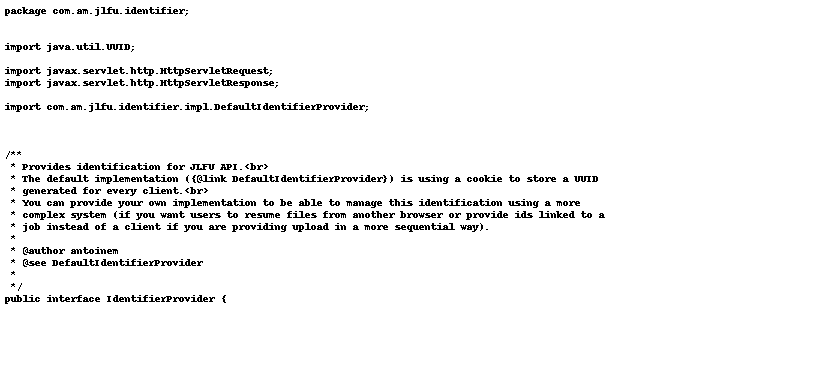 package com.am.jlfu.identifier;
import java.util.UUID;
import javax.servlet.http.HttpServletRequest;
import javax.servlet.http.HttpServletResponse;
import com.am.jlfu.identifier.impl.DefaultIdentifierProvider;
/**
 * Provides identification for JLFU API.<br>
 * The default implementation ({@link DefaultIdentifierProvider}) is using a cookie to store a UUID
 * generated for every client.<br>
 * You can provide your own implementation to be able to manage this identification using a more
 * complex system (if you want users to resume files from another browser or provide ids linked to a
 * job instead of a client if you are providing upload in a more sequential way).
 *
 * @author antoinem
 * @see DefaultIdentifierProvider
 *
 */
public interface IdentifierProvider {